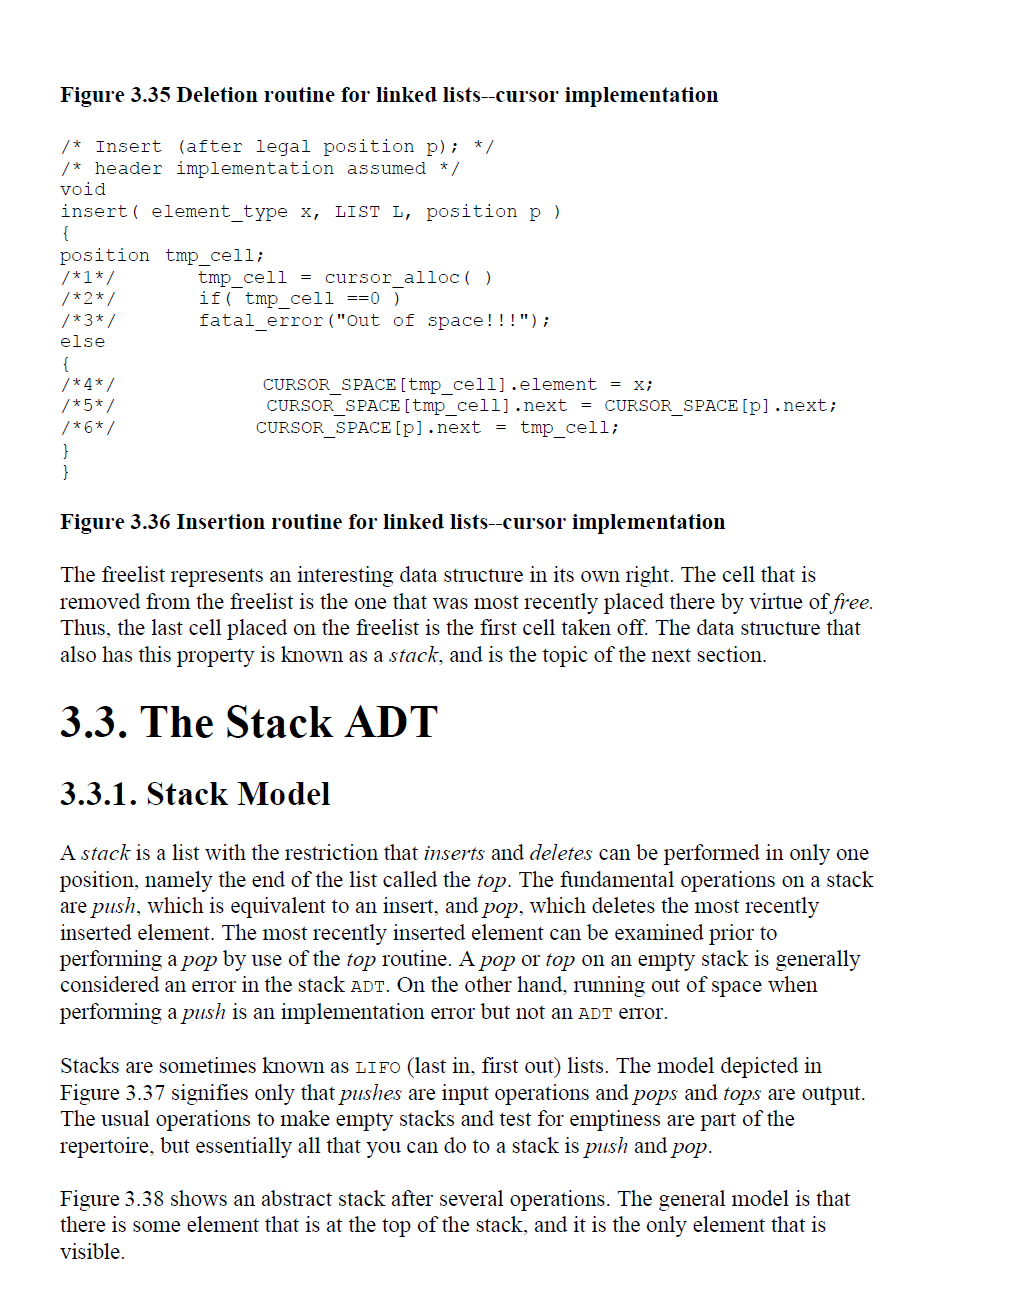 Figure 3.35 Deletion routine for linked lists--cursor implementation
/* Insert (after legal position p); */
/* header implementation assumed */
void
insert( element_type x, LIST L, position p )
{
position tmp_cell;
/*1*/ tmp_cell = cursor_alloc( )
/*2*/ if( tmp_cell ==0 )
/*3*/ fatal_error("Out of space!!!");
else
{
/*4*/ CURSOR_SPACE[tmp_cell].element = x;
/*5*/ CURSOR_SPACE[tmp_cell].next = CURSOR_SPACE[p].next;
/*6*/ CURSOR_SPACE[p].next = tmp_cell;
}
}
Figure 3.36 Insertion routine for linked lists--cursor implementation
The freelist represents an interesting data structure in its own right. The cell that is
removed from the freelist is the one that was most recently placed there by virtue of free.
Thus, the last cell placed on the freelist is the first cell taken off. The data structure that
also has this property is known as a stack, and is the topic of the next section.
3.3. The Stack ADT
3.3.1. Stack Model
A stack is a list with the restriction that inserts and deletes can be performed in only one
position, namely the end of the list called the top. The fundamental operations on a stack
are push, which is equivalent to an insert, and pop, which deletes the most recently
inserted element. The most recently inserted element can be examined prior to
performing a pop by use of the top routine. A pop or top on an empty stack is generally
considered an error in the stack ADT. On the other hand, running out of space when
performing a push is an implementation error but not an ADT error.
Stacks are sometimes known as LIFO (last in, first out) lists. The model depicted in
Figure 3.37 signifies only that pushes are input operations and pops and tops are output.
The usual operations to make empty stacks and test for emptiness are part of the
repertoire, but essentially all that you can do to a stack is push and pop.
Figure 3.38 shows an abstract stack after several operations. The general model is that
there is some element that is at the top of the stack, and it is the only element that is
visible.